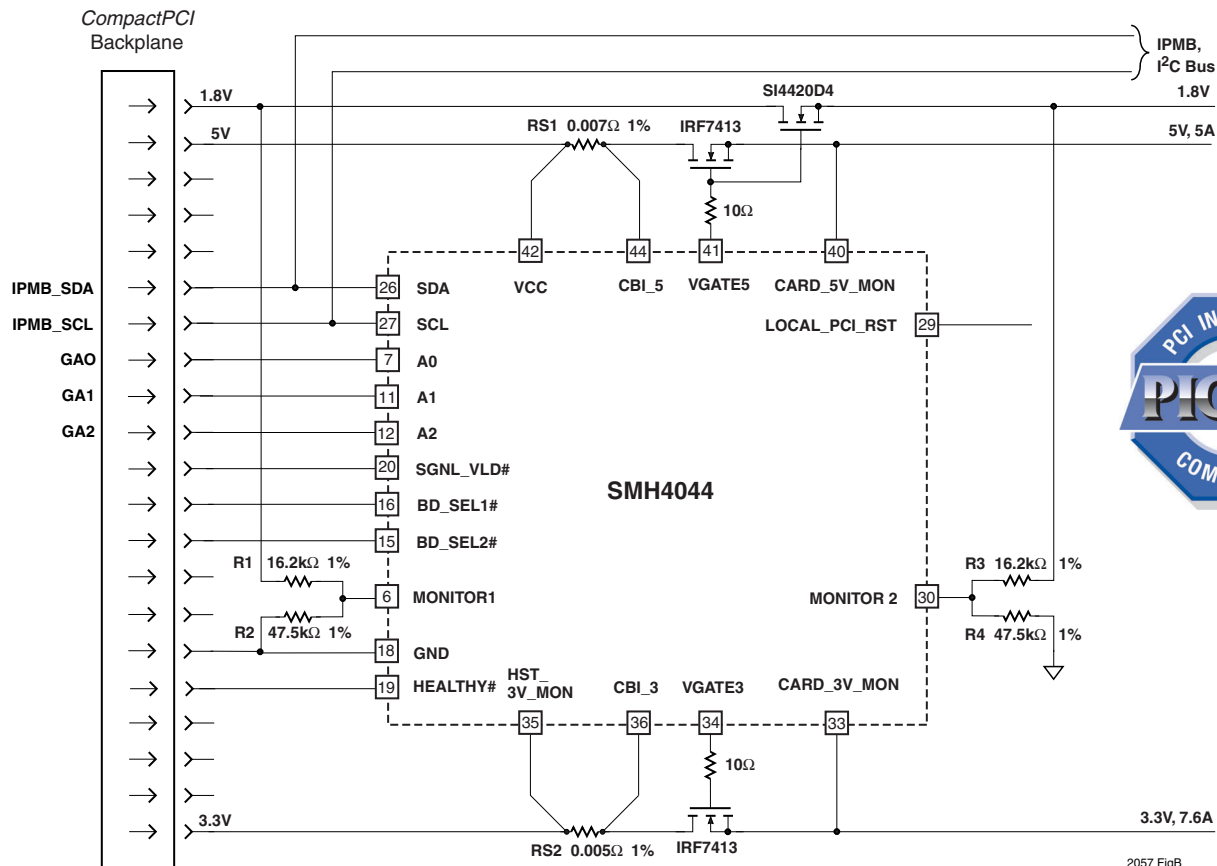 CompactPCI
Backplane
IPMB,
I²C Bus
1.8V
SI4420D4
1.8V
RS1 0.007Ω 1%
IRF7413
5V
5V, 5A
10Ω
42
44
41
40
VCC
CBI_5
VGATE5
CARD_5V_MON
IPMB_SDA
26
SDA
IPMB_SCL
27
SCL
LOCAL_PCI_RST
29
GAO
7
A0
GA1
11
A1
GA2
12
A2
20
SGNL_VLD#
16
BD_SEL1#
15
BD_SEL2#
SMH4044
PCI IN
COM
R1 16.2kΩ 1%
6
MONITOR1
R2 47.5kΩ 1%
MONITOR 2
30
R3 16.2kΩ 1%
R4 47.5kΩ 1%
18
GND
19
HEALTHY#
HST_
3V_MON
CBI_3
VGATE3
CARD_3V_MON
35
36
34
33
10Ω
3.3V
3.3V, 7.6A
RS2 0.005Ω 1%
IRF7413
2057 FigB